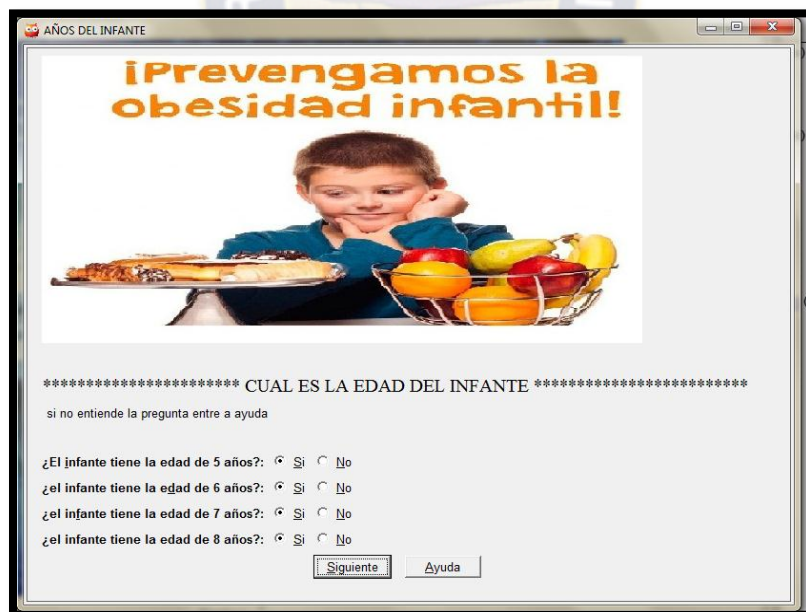 AÑOS DEL INFANTE
¡Prevengamos la
obesidad infantil!
*********************** CUAL ES LA EDAD DEL INFANTE *************************
si no entiende la pregunta entre a ayuda
¿El infante tiene la edad de 5 años?: Si No
¿el infante tiene la edad de 6 años?: Si No
¿el infante tiene la edad de 7 años?: Si No
¿el infante tiene la edad de 8 años?: Si No
Siguiente Ayuda